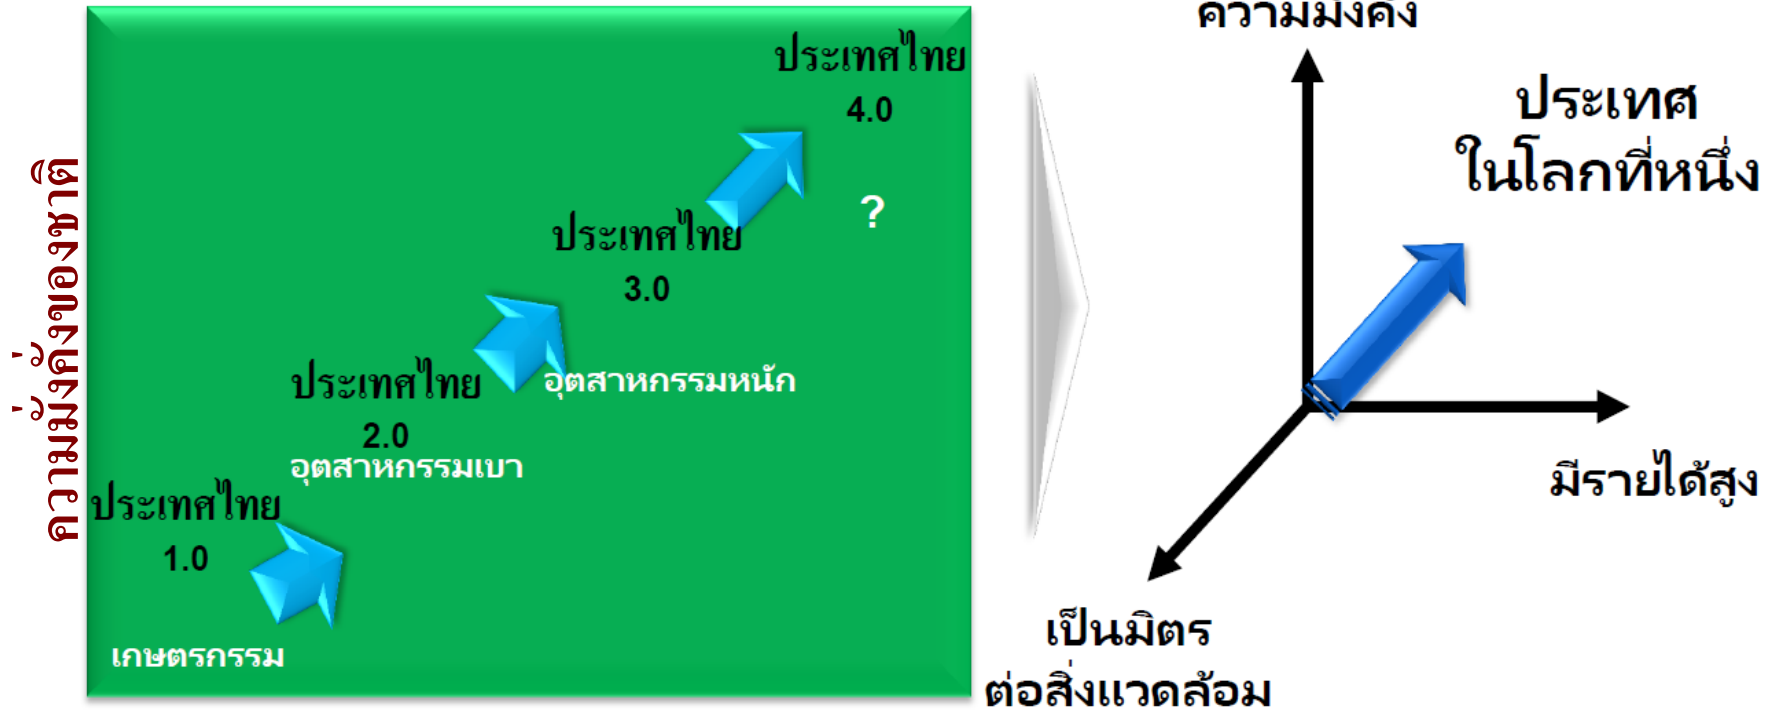 ความมั่งคั่งของชาติ
ประเทศไทย
4.0
?
ประเทศไทย
3.0
อุตสาหกรรมหนัก
ประเทศไทย
2.0
อุตสาหกรรมเบา
ประเทศไทย
1.0
เกษตรกรรม
ความมั่งคั่ง
ประเทศ
ในโลกที่หนึ่ง
มีรายได้สูง
เป็นมิตร
ต่อสิ่งแวดล้อม